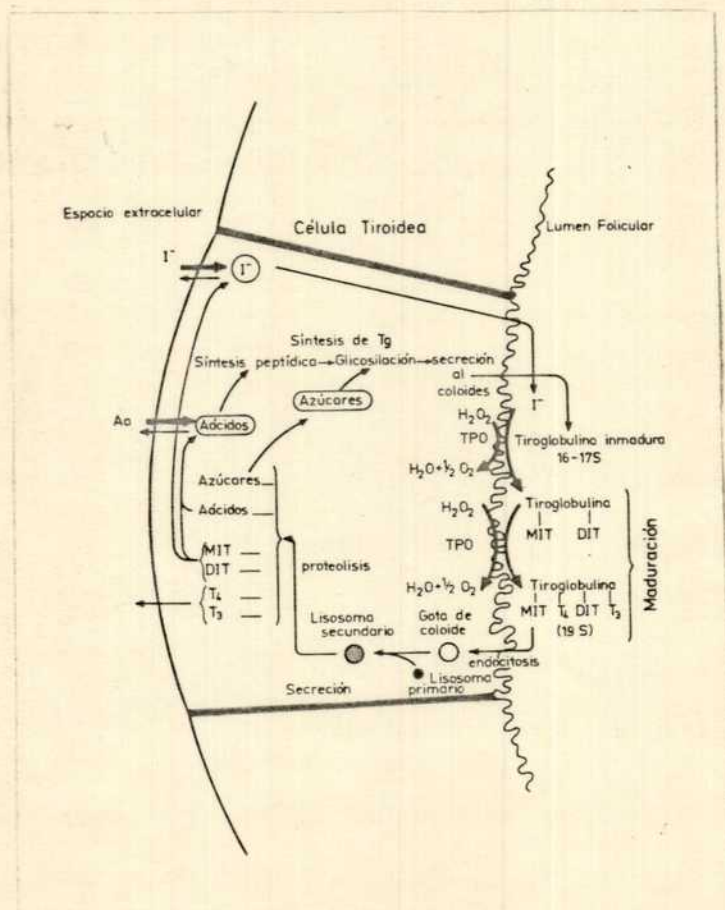 Espacio extracelular
Célula Tiroidea
Lumen Folicular
I⁻
I⁻
Síntesis de Tg
Síntesis peptídica → Glicosilación → secreción
al
coloides
I⁻
Azúcares
Aa
Aácidos
H₂O₂
TPO
H₂O+½ O₂
Tiroglobulina inmadura
16-17S
Azúcares
Aácidos
MIT
DIT
T₄
T₃
proteolisis
H₂O₂
TPO
H₂O+½ O₂
Tiroglobulina
MIT DIT
Tiroglobulina
MIT T₄ DIT T₃
(19 S)
Maduración
Lisosoma
secundario
Gota de
coloide
endocitosis
Lisosoma
primario
Secreción